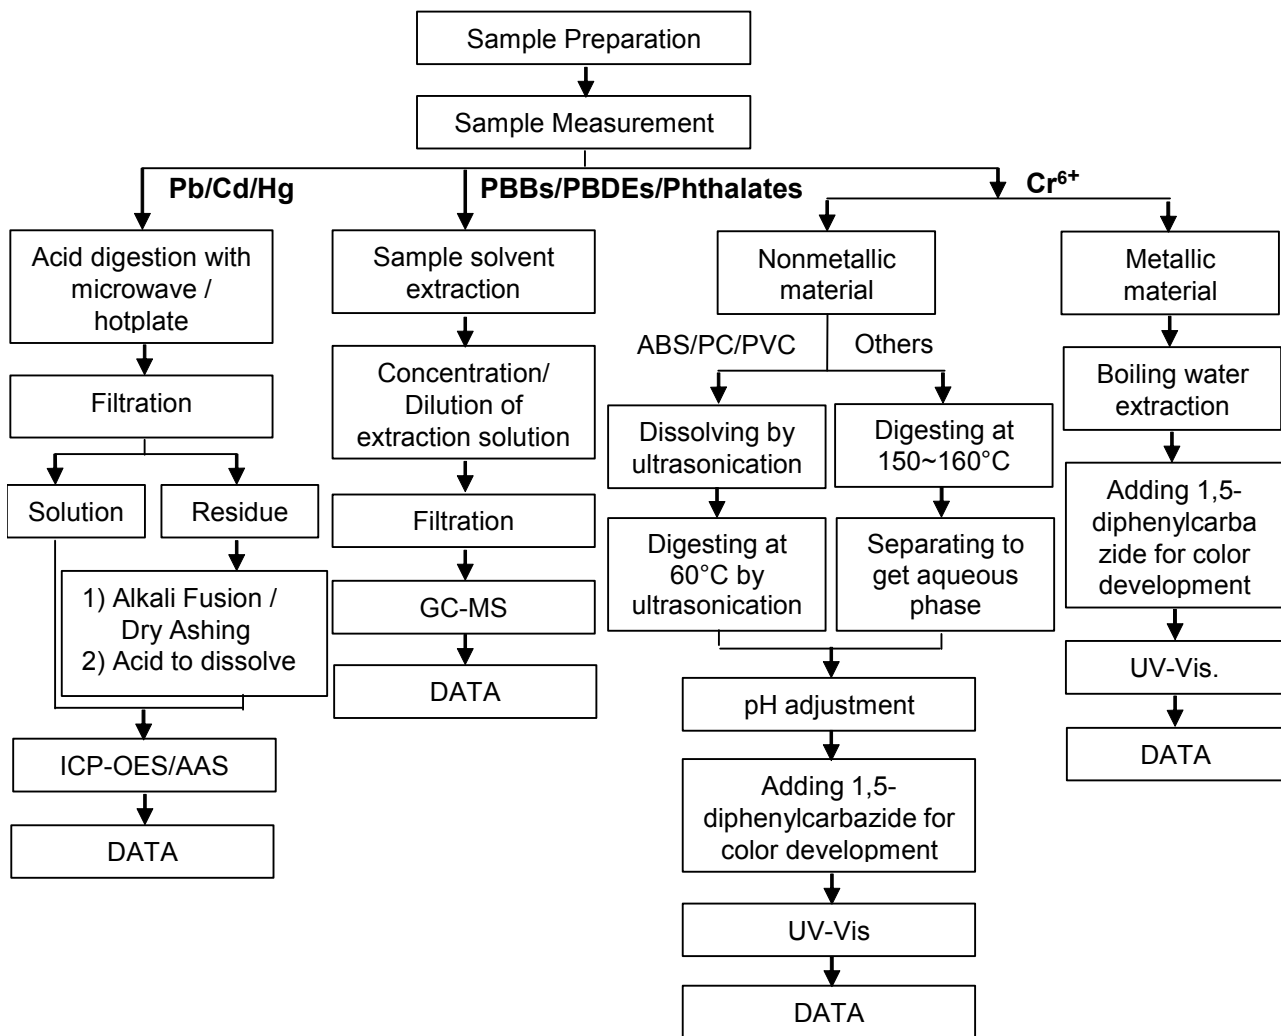 Sample Preparation
Sample Measurement
Pb/Cd/Hg
PBBs/PBDEs/Phthalates
Cr⁶⁺
Acid digestion with
microwave /
hotplate
Filtration
Solution
Residue
1) Alkali Fusion /
Dry Ashing
2) Acid to dissolve
ICP-OES/AAS
DATA
Sample solvent
extraction
Concentration/
Dilution of
extraction solution
Filtration
GC-MS
DATA
Nonmetallic
material
ABS/PC/PVC
Others
Dissolving by
ultrasonication
Digesting at
60°C by
ultrasonication
Digesting at
150~160°C
Separating to
get aqueous
phase
pH adjustment
Adding 1,5-
diphenylcarbazide for
color development
UV-Vis
DATA
Metallic
material
Boiling water
extraction
Adding 1,5-
diphenylcarba
zide for color
development
UV-Vis.
DATA